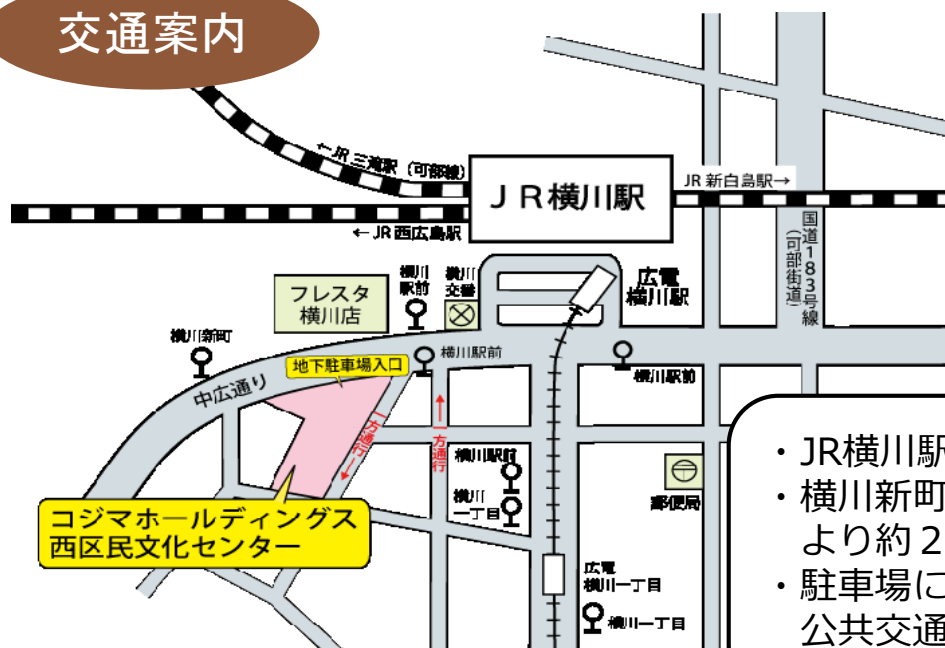 交通案内
←JR 三滝駅（可部線）
JR横川駅
JR 新白島駅→
←JR 西広島駅
国道183号線
（可部街道）
フレスタ
横川店
横川
駅前
横川
交番
広電
横川駅
横川新町
地下駐車場入口
横川駅前
横川駅前
中広通り
一方通行→
←一方通行
横川駅前
横川
一丁目
郵便局
コジマホールディングス
西区民文化センター
広電
横川一丁目
横川一丁目
・JR横川駅
・横川新町
より約2
・駐車場に
公共交通